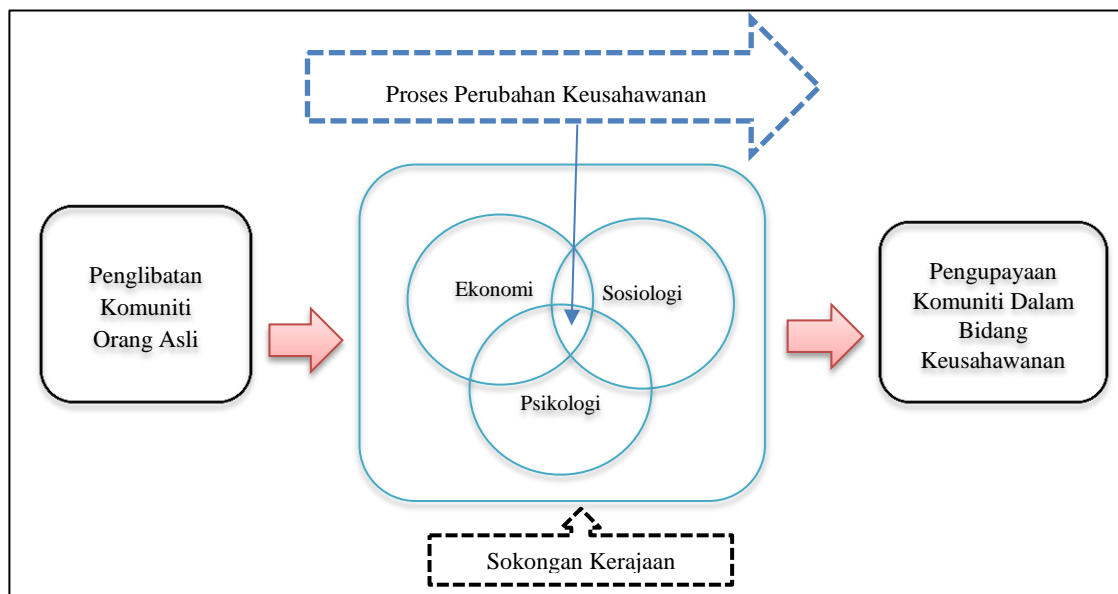 Proses Perubahan Keusahawanan
Penglibatan
Komuniti
Orang Asli
Ekonomi
Sosiologi
Psikologi
Pengupayaan
Komuniti Dalam
Bidang
Keusahawanan
Sokongan Kerajaan